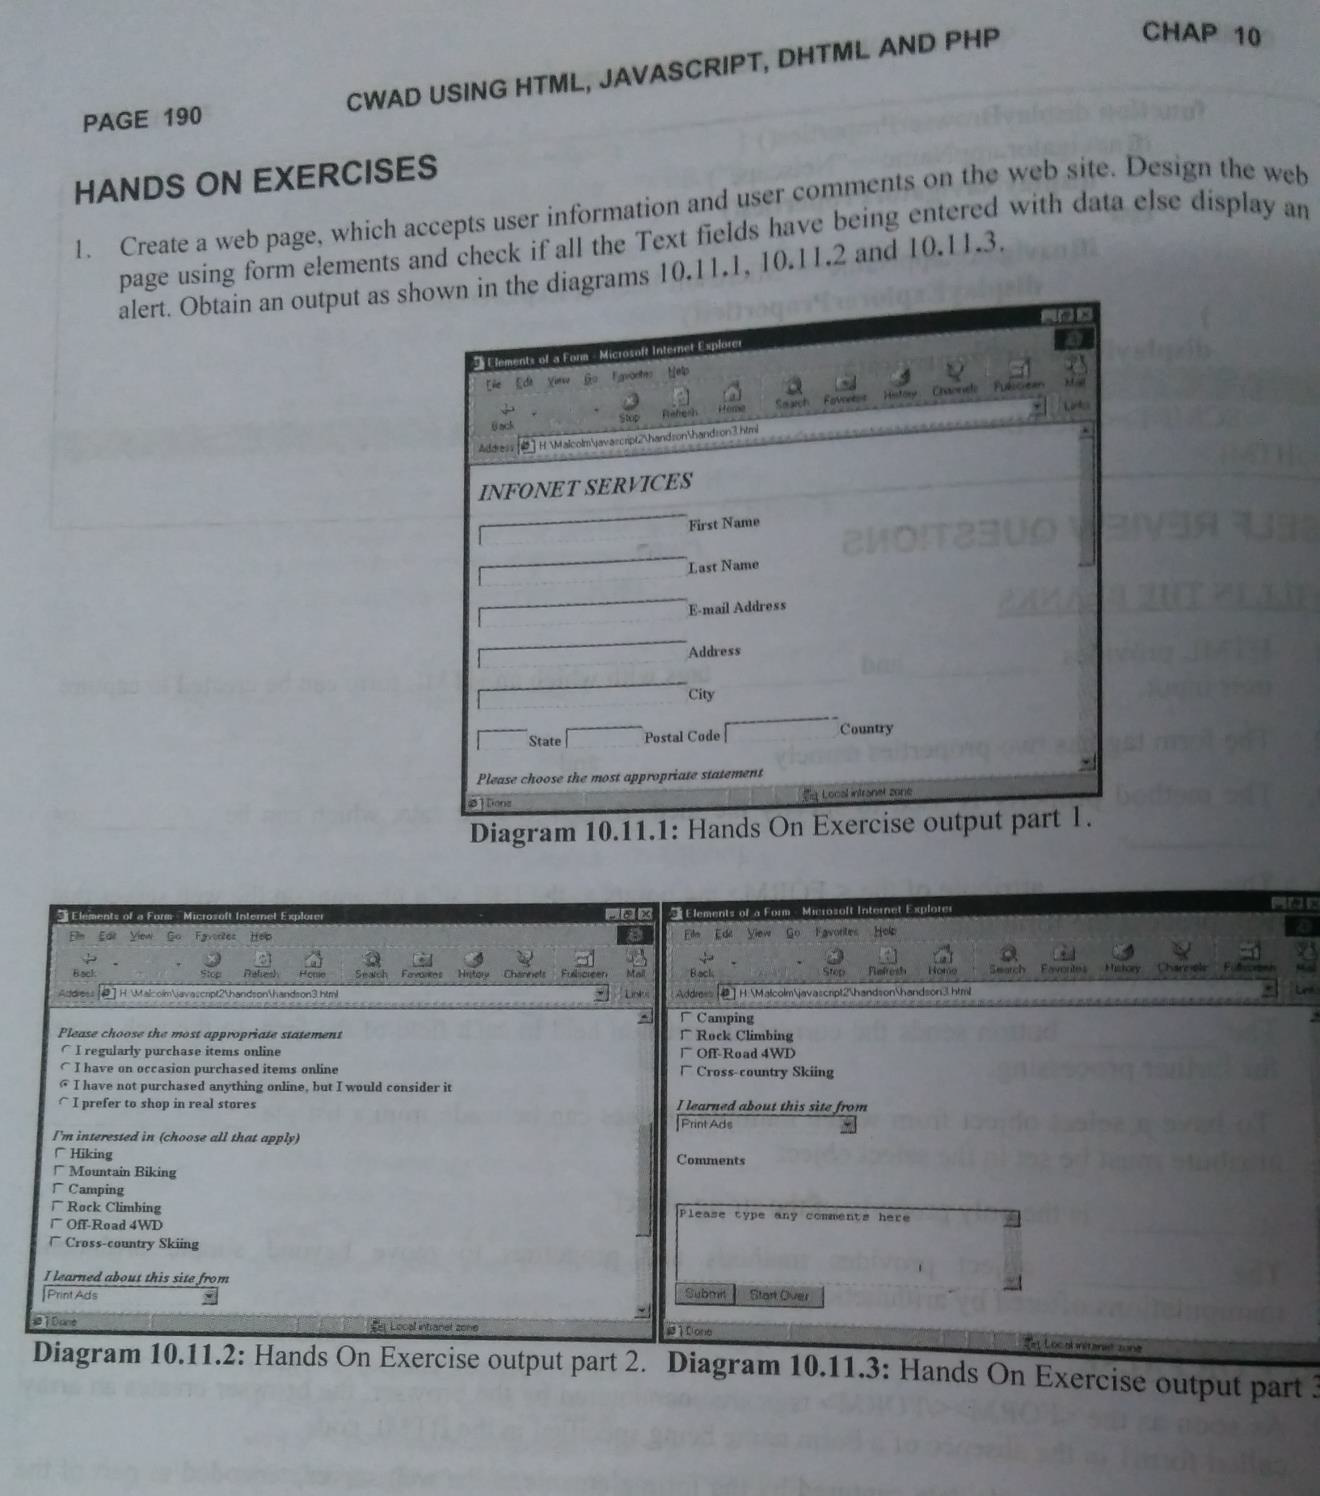 PAGE 190
CWAD USING HTML, JAVASCRIPT, DHTML AND PHP
CHAP 10
HANDS ON EXERCISES
1. Create a web page, which accepts user information and user comments on the web site. Design the web
page using form elements and check if all the Text fields have being entered with data else display an
alert. Obtain an output as shown in the diagrams 10.11.1, 10.11.2 and 10.11.3.
Elements of a Form - Microsoft Internet Explorer
File Edit View Go Favorites Help
Back Stop Refresh Home Search Favorites History Channels Fullscreen Mail
Address H:\Malcolm\javascript2\handson\handson3.html Links
INFONET SERVICES
First Name
Last Name
E-mail Address
Address
City
State Postal Code Country
Please choose the most appropriate statement
Done Local intranet zone
Diagram 10.11.1: Hands On Exercise output part 1.
Elements of a Form - Microsoft Internet Explorer
File Edit View Go Favorites Help
Back Stop Refresh Home Search Favorites History Channels Fullscreen Mail
Address H:\Malcolm\javascript2\handson\handson3.html Links
Please choose the most appropriate statement
I regularly purchase items online
I have on occasion purchased items online
I have not purchased anything online, but I would consider it
I prefer to shop in real stores
I'm interested in (choose all that apply)
Hiking
Mountain Biking
Camping
Rock Climbing
Off-Road 4WD
Cross-country Skiing
I learned about this site from
Print Ads
Done Local intranet zone
Diagram 10.11.2: Hands On Exercise output part 2.
Elements of a Form - Microsoft Internet Explorer
File Edit View Go Favorites Help
Back Stop Refresh Home Search Favorites History Channels Fullscreen Mail
Address H:\Malcolm\javascript2\handson\handson3.html
Camping
Rock Climbing
Off-Road 4WD
Cross-country Skiing
I learned about this site from
Print Ads
Comments
Please type any comments here
Submit Start Over
Done Local intranet zone
Diagram 10.11.3: Hands On Exercise output part 3